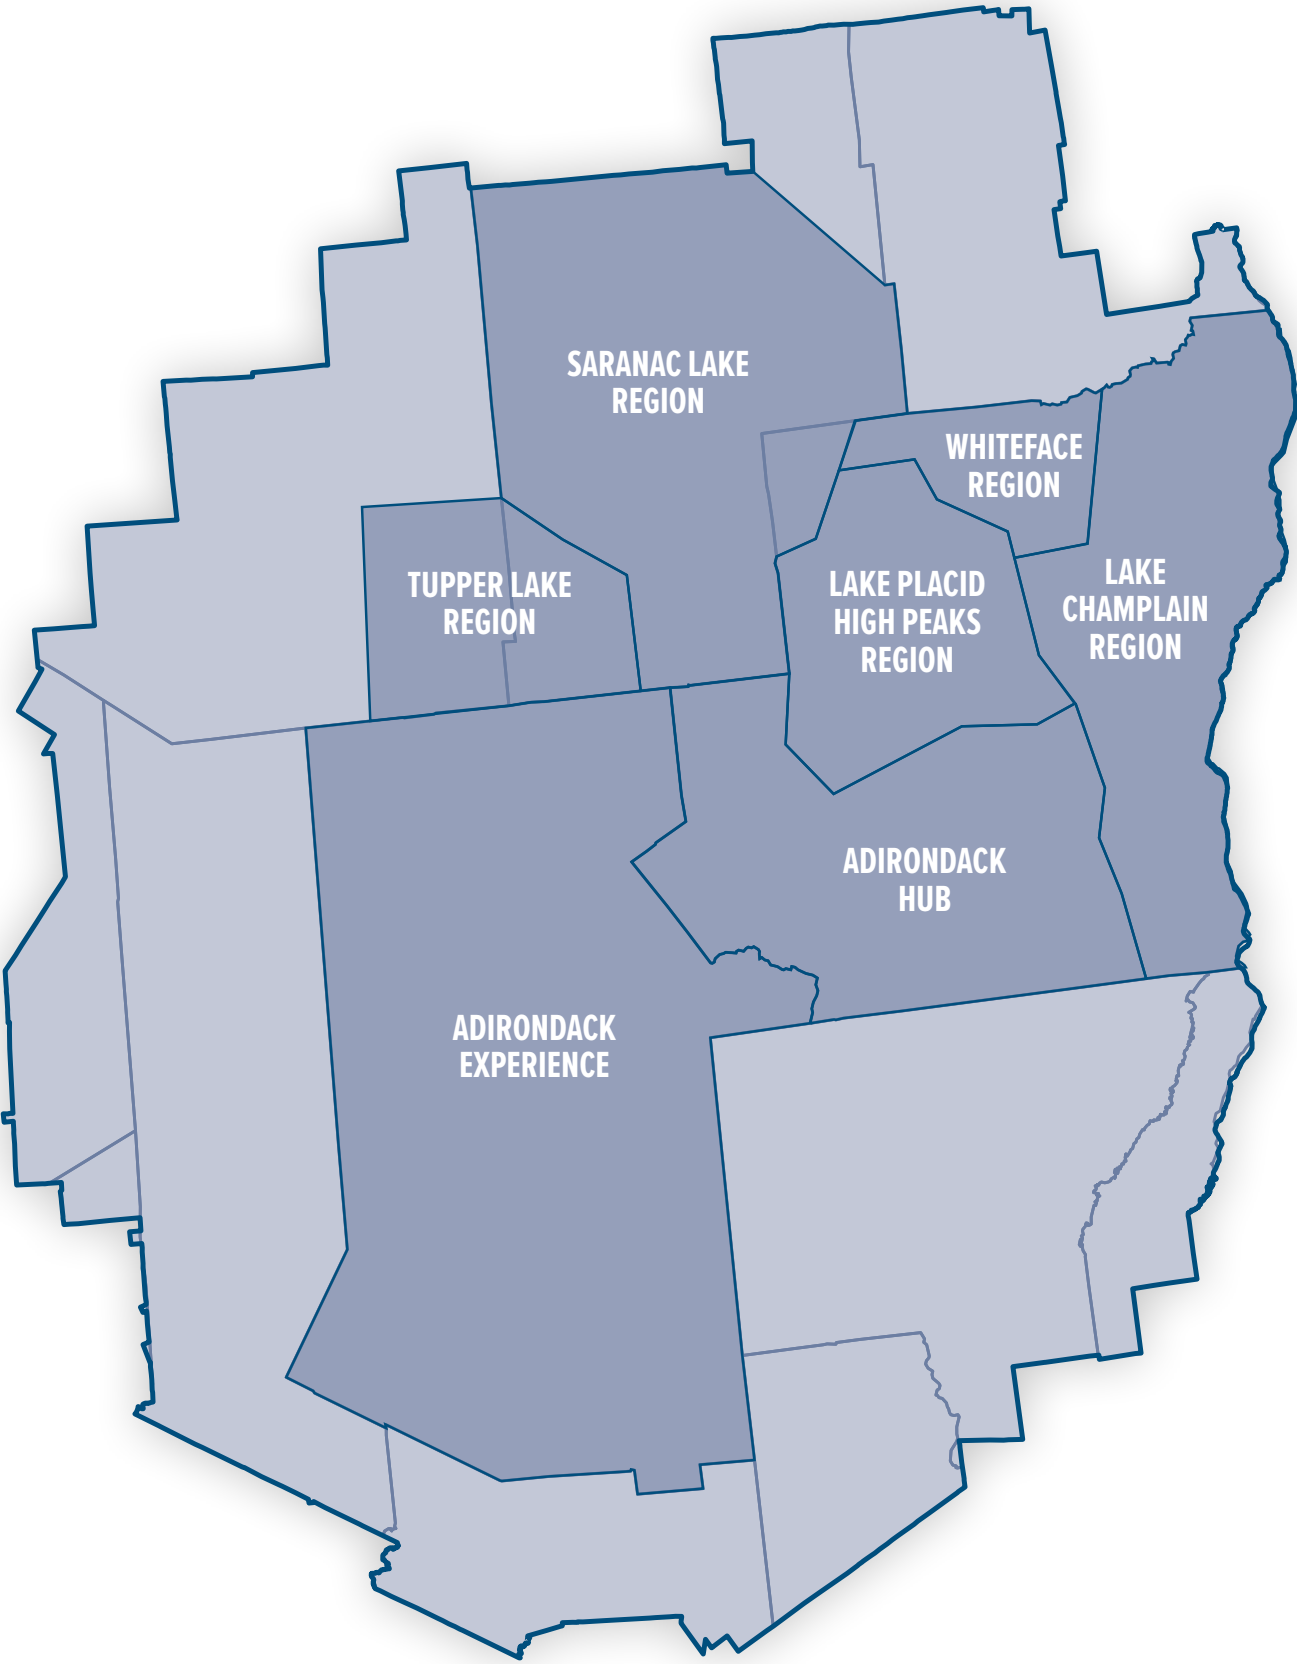 SARANAC LAKE
REGION
WHITEFACE
REGION
TUPPER LAKE
REGION
LAKE PLACID
HIGH PEAKS
REGION
LAKE
CHAMPLAIN
REGION
ADIRONDACK
HUB
ADIRONDACK
EXPERIENCE